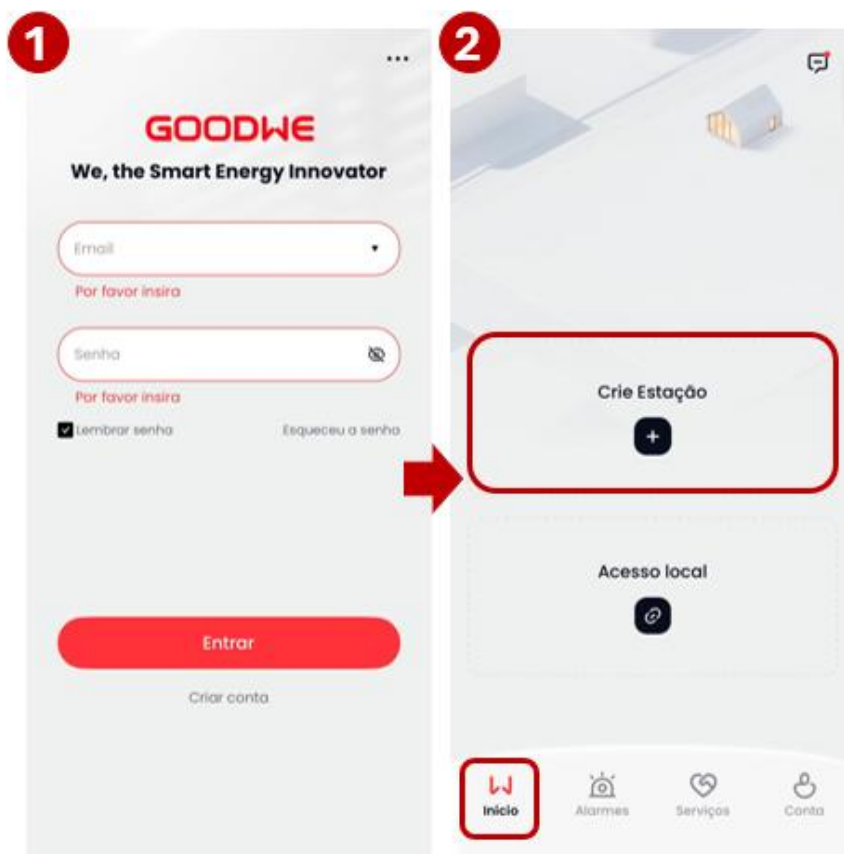 1
GOODWE
We, the Smart Energy Innovator
Email
Por favor insira
Senha
Por favor insira
Lembrar senha
Esqueceu a senha
Entrar
Criar conta
2
Crie Estação
+
Acesso local
Início
Alarmes
Serviços
Conta